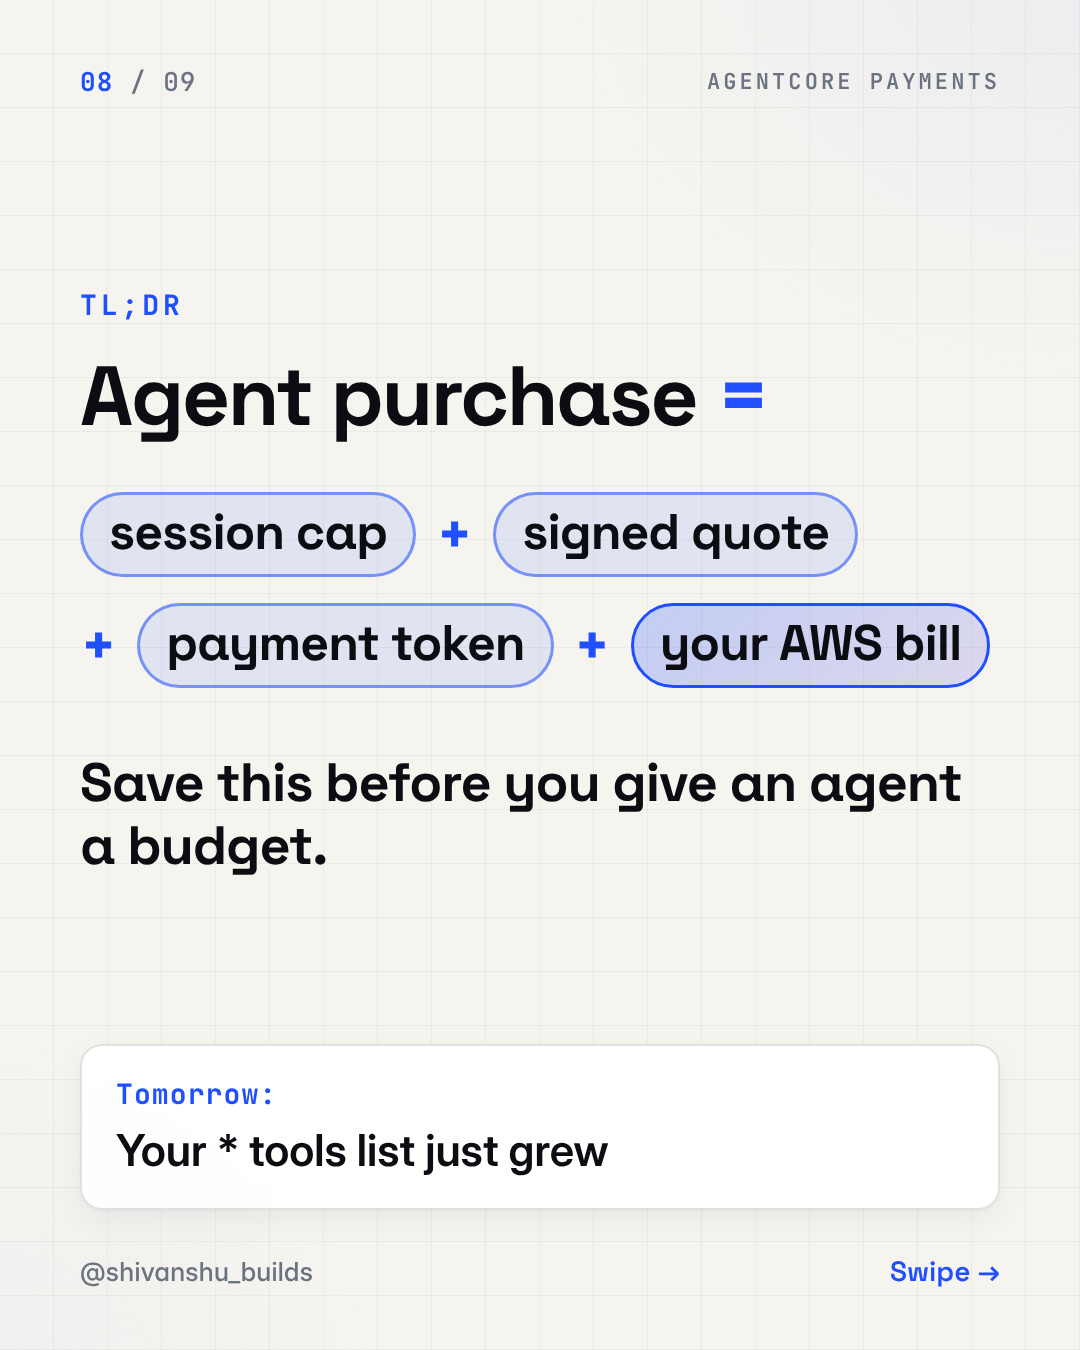 08 / 09
AGENTCORE PAYMENTS
TL;DR
Agent purchase =
session cap + signed quote
+ payment token + your AWS bill
Save this before you give an agent
a budget.
Tomorrow:
Your * tools list just grew
@shivanshu_builds
Swipe →